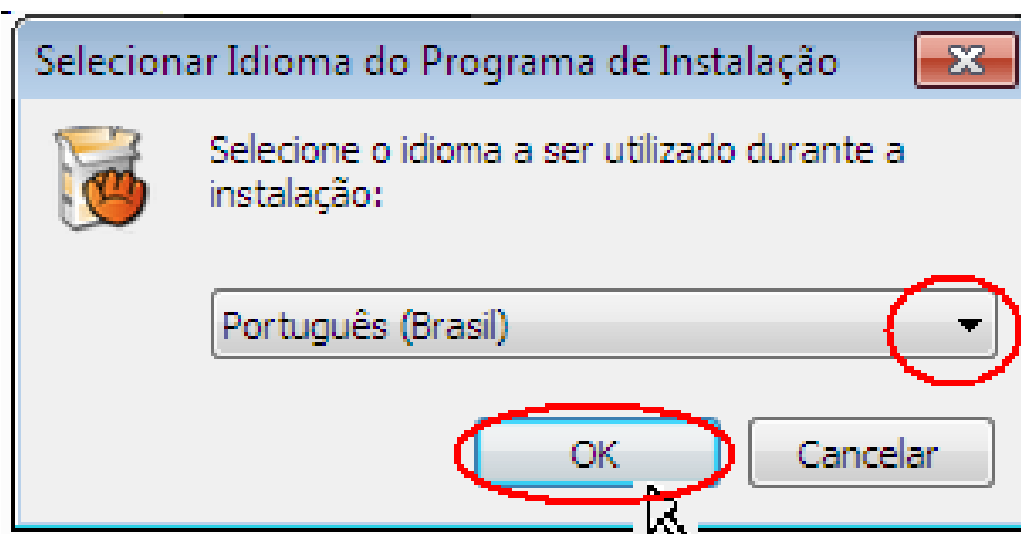 Selecionar Idioma do Programa de Instalação
Selecione o idioma a ser utilizado durante a
instalação:
Português (Brasil)
OK
Cancelar